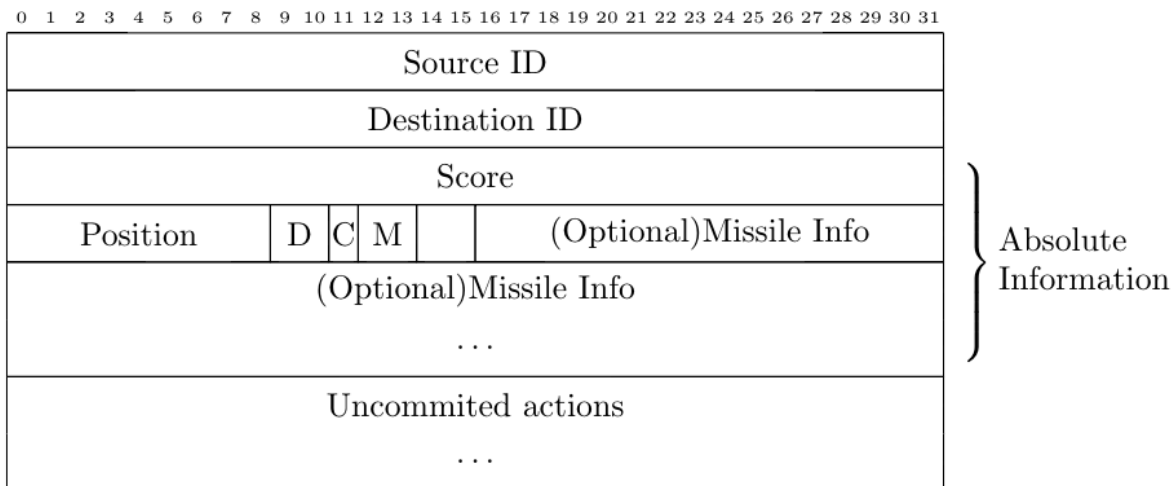 0 1 2 3 4 5 6 7 8 9 10 11 12 13 14 15 16 17 18 19 20 21 22 23 24 25 26 27 28 29 30 31
Source ID
Destination ID
Score
Position D C M (Optional)Missile Info
(Optional)Missile Info
...
Absolute
Information
Uncommited actions
...